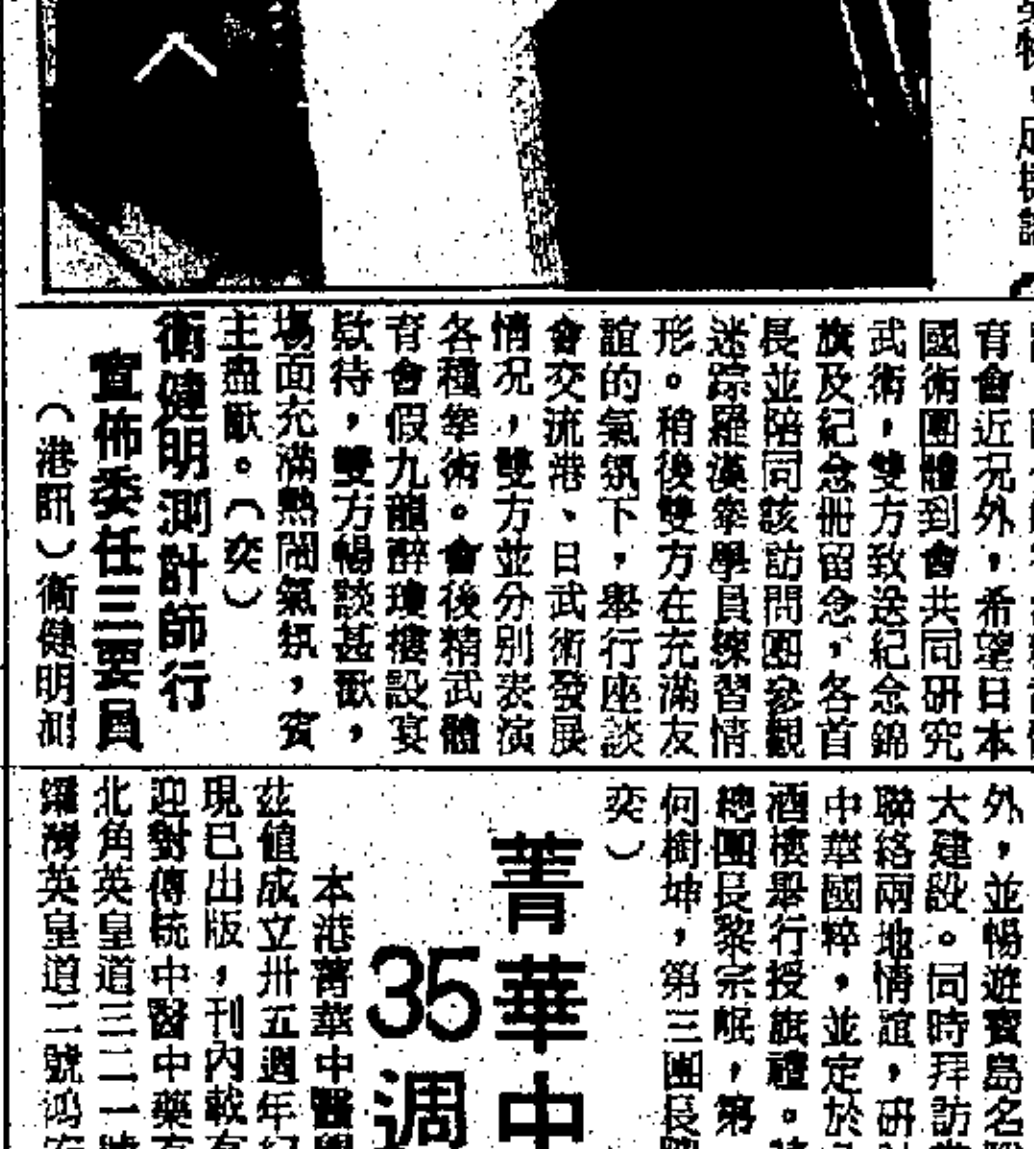 育會近況外，希望日本
國術團體到會共同研究
武術，雙方致送紀念錦
旗及紀念冊留念，各首
長並陪同該訪問團參觀
迷踪羅漢拳學員練習情
形。稍後雙方在充滿友
誼的氣氛下，舉行座談
會交流港、日武術發展
情況，雙方並分別表演
各種拳術。會後精武體
育會假九龍醉瓊樓設宴
欵待，雙方暢談甚歡，
場面充滿熱鬧氣氛，賓
主盡歡。（奕）
衞健明測計師行
宣佈委任三要員
（港訊）衞健明測
外，並暢遊寶島名勝
大建設。同時拜訪
聯絡兩地情誼，研
中華國粹，並定於
酒樓舉行授旗禮。
總團長黎宗岷，第
何樹坤，第三團長
奕）
菁華中
35週
本港菁華中醫
茲值成立卅五週年紀
現已出版，刊內載有
迎對傳統中醫中藥有
北角英皇道三二一號
英皇道二號鴻